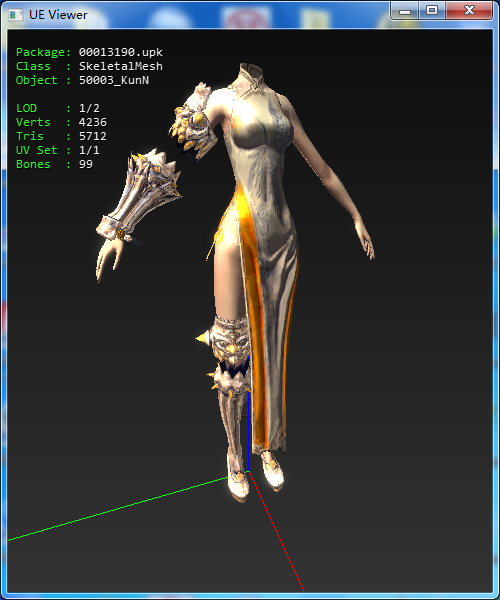 UE Viewer
Package: 00013190.upk
Class : SkeletalMesh
Object : 50003_KunN
LOD : 1/2
Verts : 4236
Tris : 5712
UV Set : 1/1
Bones : 99